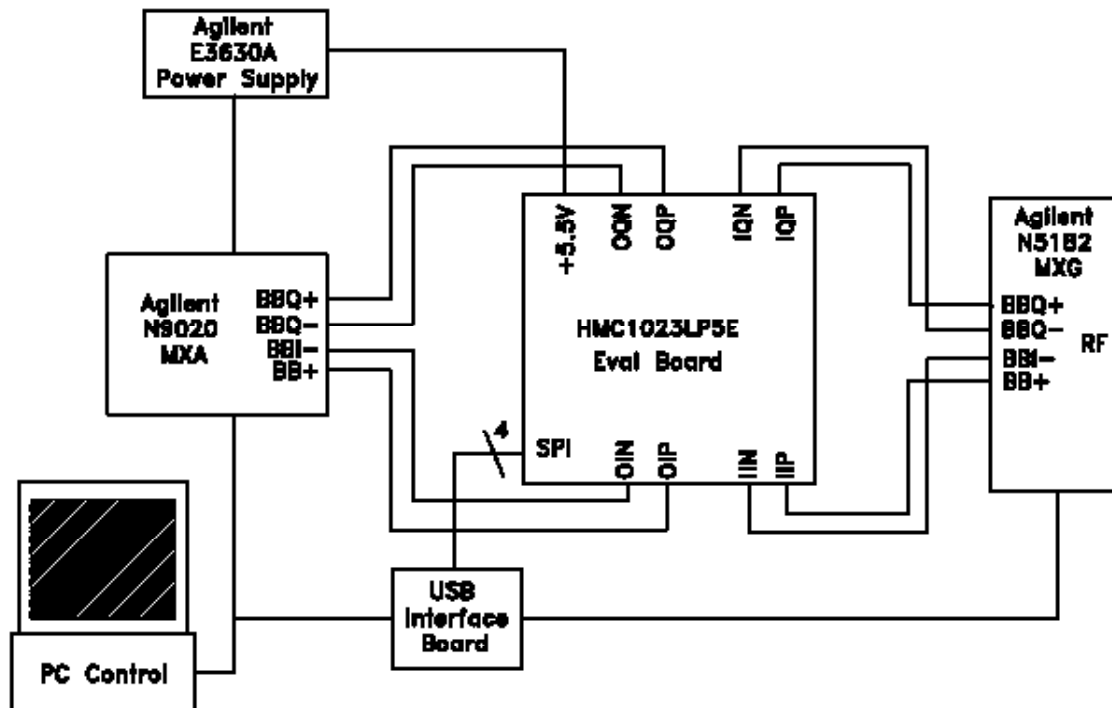 Agilent
E3630A
Power Supply
+5.5V
OQN
OQP
IQN
IQP
Agilent
N5182
MXG
BBQ+
BBQ-
BBI-
BB+
RF
Agilent
N9020
MXA
BBQ+
BBQ-
BBI-
BB+
HMC1023LP5E
Eval Board
4
SPI
OIN
OIP
IIN
IIP
USB
Interface
Board
PC Control